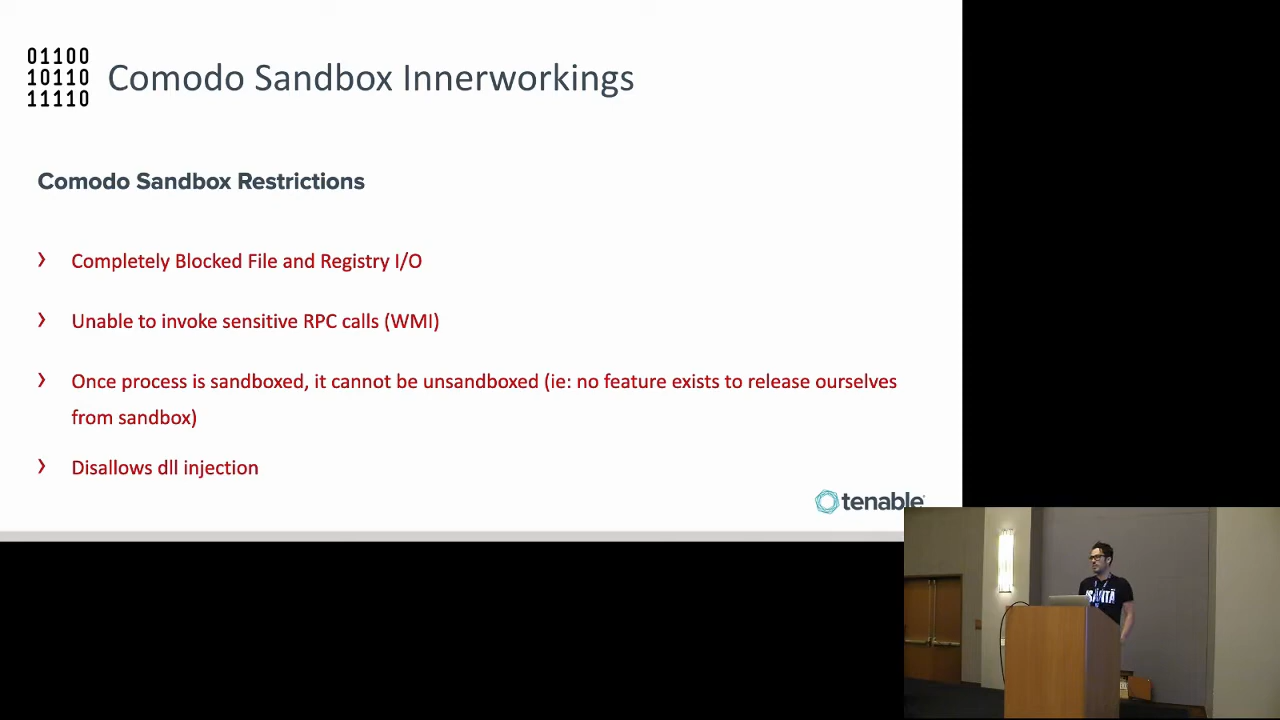 01100
10110
11110
Comodo Sandbox Innerworkings
Comodo Sandbox Restrictions
Completely Blocked File and Registry I/O
Unable to invoke sensitive RPC calls (WMI)
Once process is sandboxed, it cannot be unsandboxed (ie: no feature exists to release ourselves
from sandbox)
Disallows dll injection
tenable